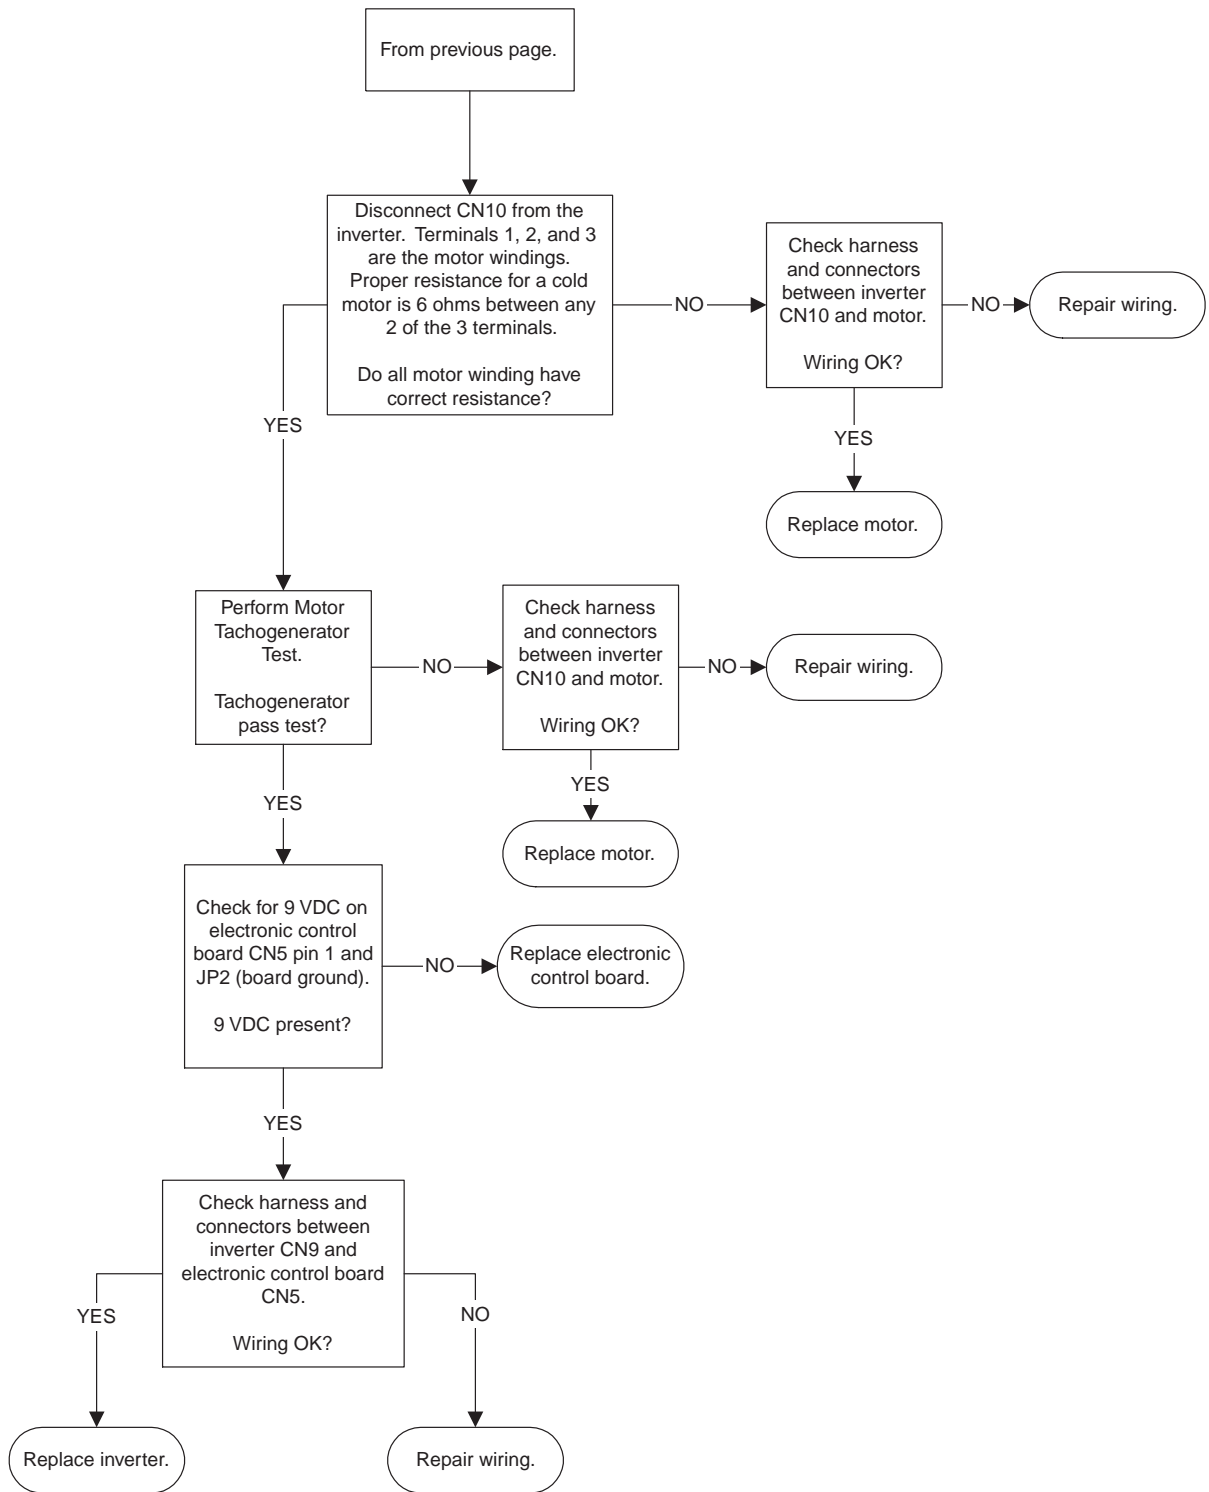 From previous page.
Disconnect CN10 from the
inverter. Terminals 1, 2, and 3
are the motor windings.
Proper resistance for a cold
motor is 6 ohms between any
2 of the 3 terminals.
Do all motor winding have
correct resistance?
NO
Check harness
and connectors
between inverter
CN10 and motor.
Wiring OK?
NO
Repair wiring.
YES
YES
Replace motor.
Perform Motor
Tachogenerator
Test.
Tachogenerator
pass test?
NO
Check harness
and connectors
between inverter
CN10 and motor.
Wiring OK?
NO
Repair wiring.
YES
YES
Replace motor.
Check for 9 VDC on
electronic control
board CN5 pin 1 and
JP2 (board ground).
9 VDC present?
NO
Replace electronic
control board.
YES
Check harness and
connectors between
inverter CN9 and
electronic control board
CN5.
Wiring OK?
YES
NO
Replace inverter.
Repair wiring.